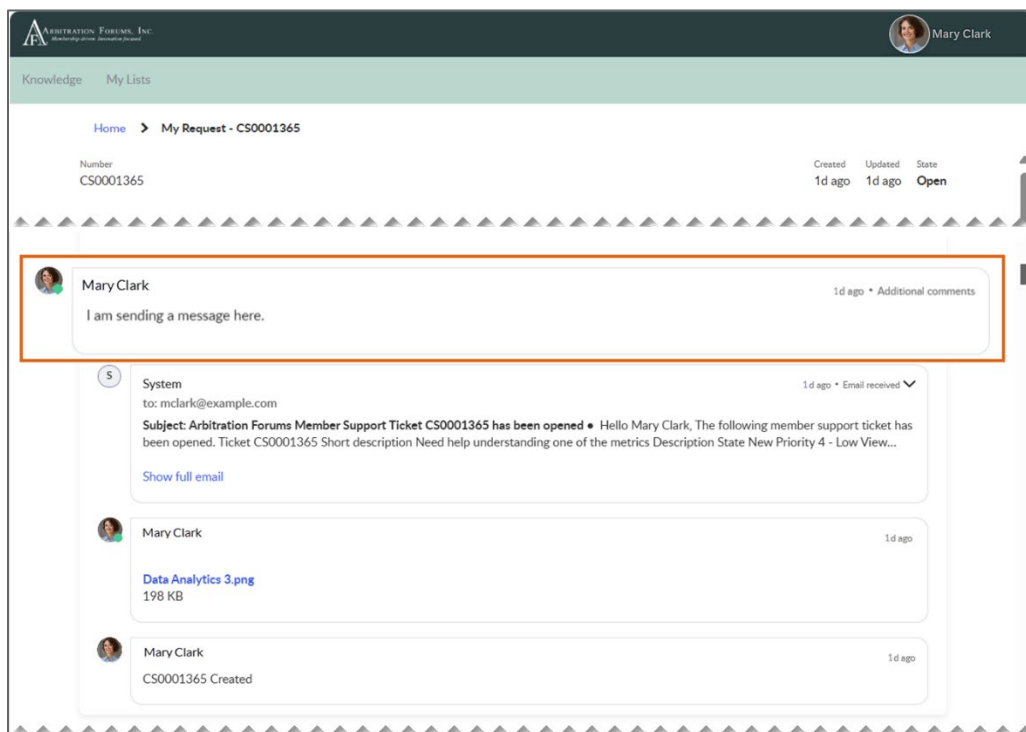 ARBITRATION FORUMS, INC.
Membership driven. Innovation focused.
Mary Clark
Knowledge My Lists
Home > My Request - CS0001365
Number
CS0001365
Created Updated State
1d ago 1d ago Open
Mary Clark
1d ago • Additional comments
I am sending a message here.
S
System
1d ago • Email received
to: mclark@example.com
Subject: Arbitration Forums Member Support Ticket CS0001365 has been opened • Hello Mary Clark, The following member support ticket has
been opened. Ticket CS0001365 Short description Need help understanding one of the metrics Description State New Priority 4 - Low View...
Show full email
Mary Clark
1d ago
Data Analytics 3.png
198 KB
Mary Clark
1d ago
CS0001365 Created